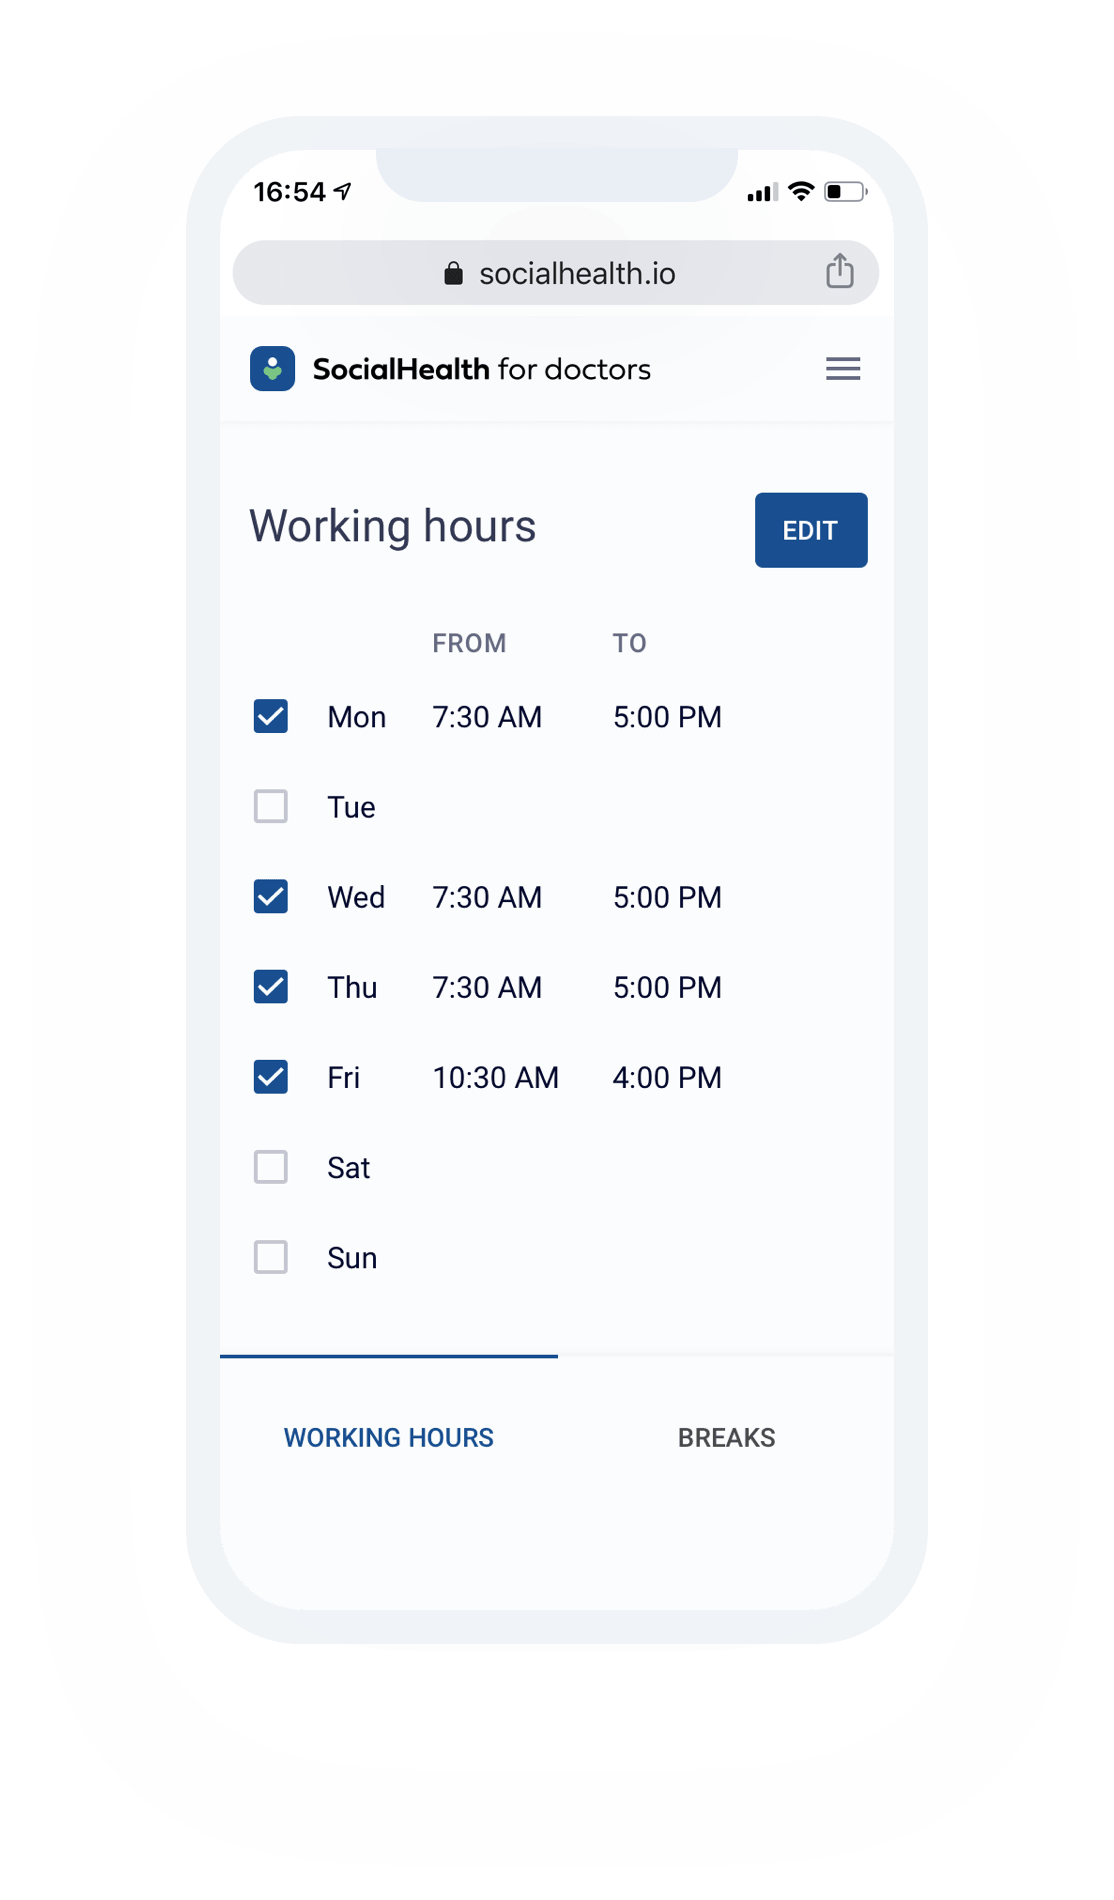 16:54
socialhealth.io
SocialHealth for doctors
Working hours
EDIT
FROM TO
Mon 7:30 AM 5:00 PM
Tue
Wed 7:30 AM 5:00 PM
Thu 7:30 AM 5:00 PM
Fri 10:30 AM 4:00 PM
Sat
Sun
WORKING HOURS BREAKS